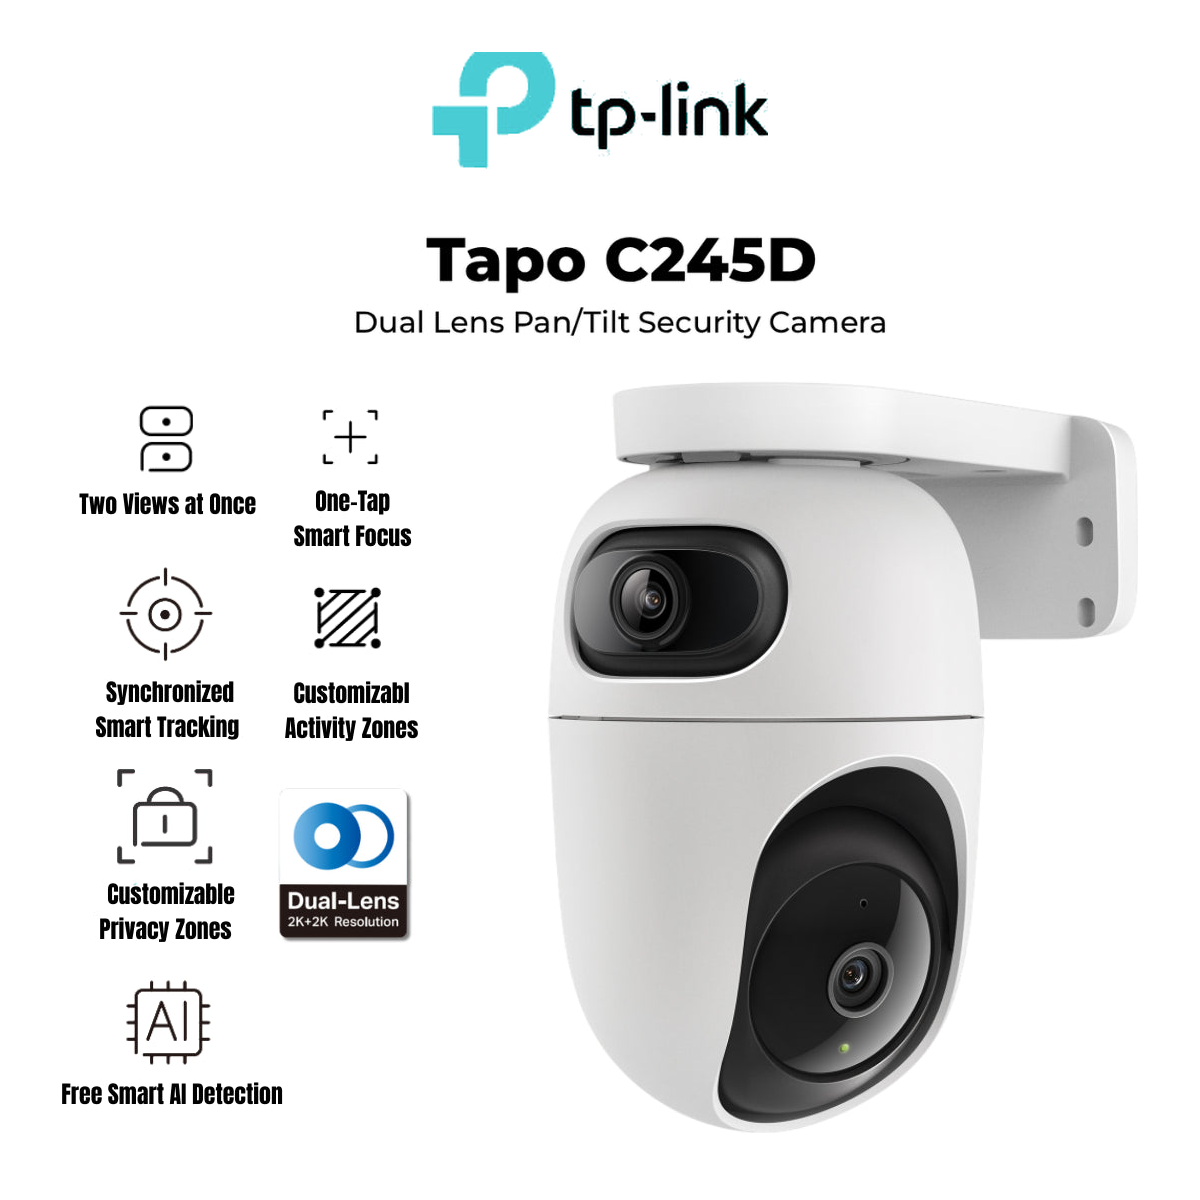 tp-link
Tapo C245D
Dual Lens Pan/Tilt Security Camera
Two Views at Once
One-Tap
Smart Focus
Synchronized
Smart Tracking
Customizabl
Activity Zones
Customizable
Privacy Zones
Dual-Lens
2K+2K Resolution
AI
Free Smart AI Detection